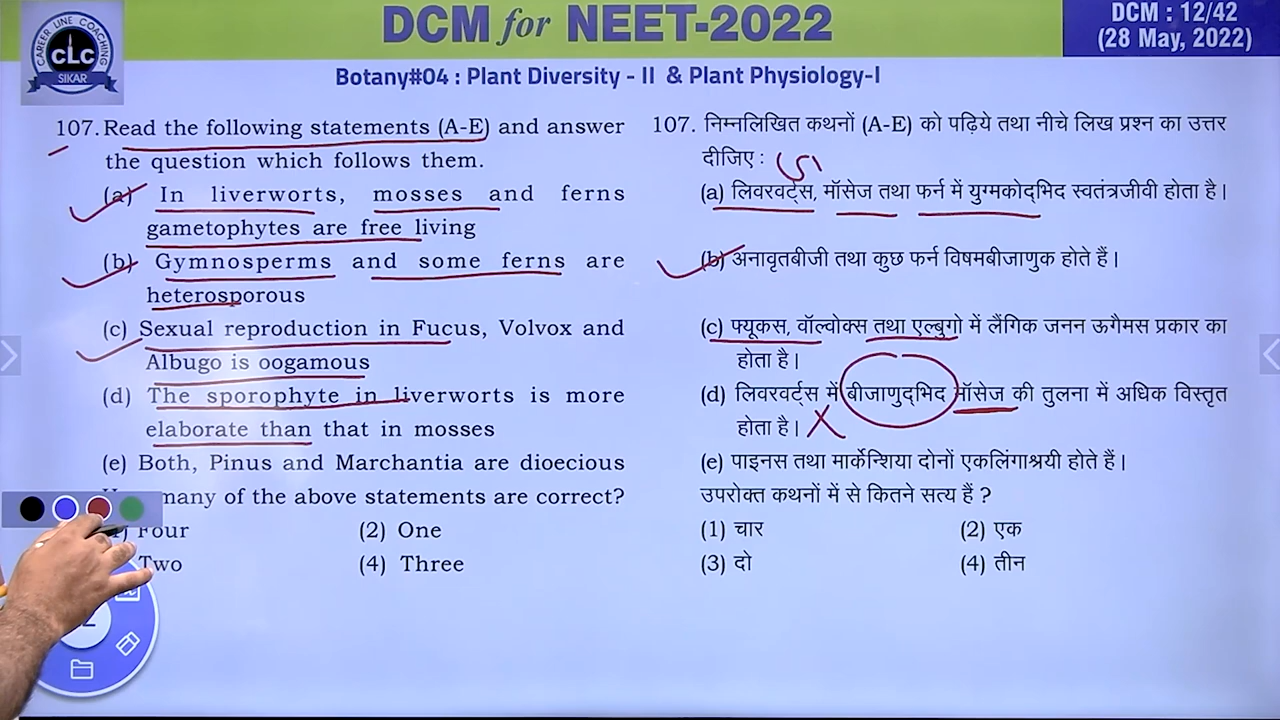 DCM for NEET-2022
DCM : 12/42
(28 May, 2022)
CAREER LINE COACHING
CLC
SIKAR
Botany#04 : Plant Diversity - II & Plant Physiology-I
107. Read the following statements (A-E) and answer
the question which follows them.
(a) In liverworts, mosses and ferns
gametophytes are free living
(b) Gymnosperms and some ferns are
heterosporous
(c) Sexual reproduction in Fucus, Volvox and
Albugo is oogamous
(d) The sporophyte in liverworts is more
elaborate than that in mosses
(e) Both, Pinus and Marchantia are dioecious
many of the above statements are correct?
Four (2) One
Two (4) Three
107. निम्नलिखित कथनों (A-E) को पढ़िये तथा नीचे लिख प्रश्न का उत्तर
दीजिए :
(a) लिवरवर्ट्स, मॉसेज तथा फर्न में युग्मकोद्भिद स्वतंत्रजीवी होता है।
(b) अनावृतबीजी तथा कुछ फर्न विषमबीजाणुक होते हैं।
(c) फ्यूकस, वॉल्वोक्स तथा एल्बुगो में लैंगिक जनन ऊगैमस प्रकार का
होता है।
(d) लिवरवर्ट्स में बीजाणुद्भिद मॉसेज की तुलना में अधिक विस्तृत
होता है।
(e) पाइनस तथा मार्केन्शिया दोनों एकलिंगाश्रयी होते हैं।
उपरोक्त कथनों में से कितने सत्य हैं ?
(1) चार (2) एक
(3) दो (4) तीन